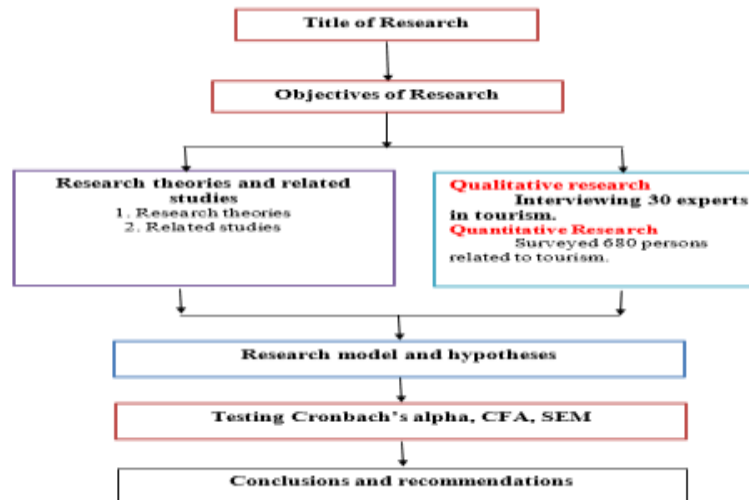 Title of Research
Objectives of Research
Research theories and related
studies
1. Research theories
2. Related studies
Qualitative research
Interviewing 30 experts
in tourism.
Quantitative Research
Surveyed 680 persons
related to tourism.
Research model and hypotheses
Testing Cronbach's alpha, CFA, SEM
Conclusions and recommendations